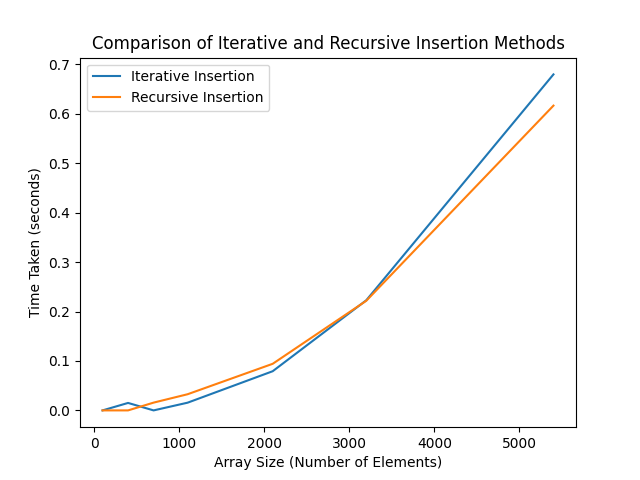 Comparison of Iterative and Recursive Insertion Methods
Iterative Insertion
Recursive Insertion
Time Taken (seconds)
0.7
0.6
0.5
0.4
0.3
0.2
0.1
0.0
0 1000 2000 3000 4000 5000
Array Size (Number of Elements)